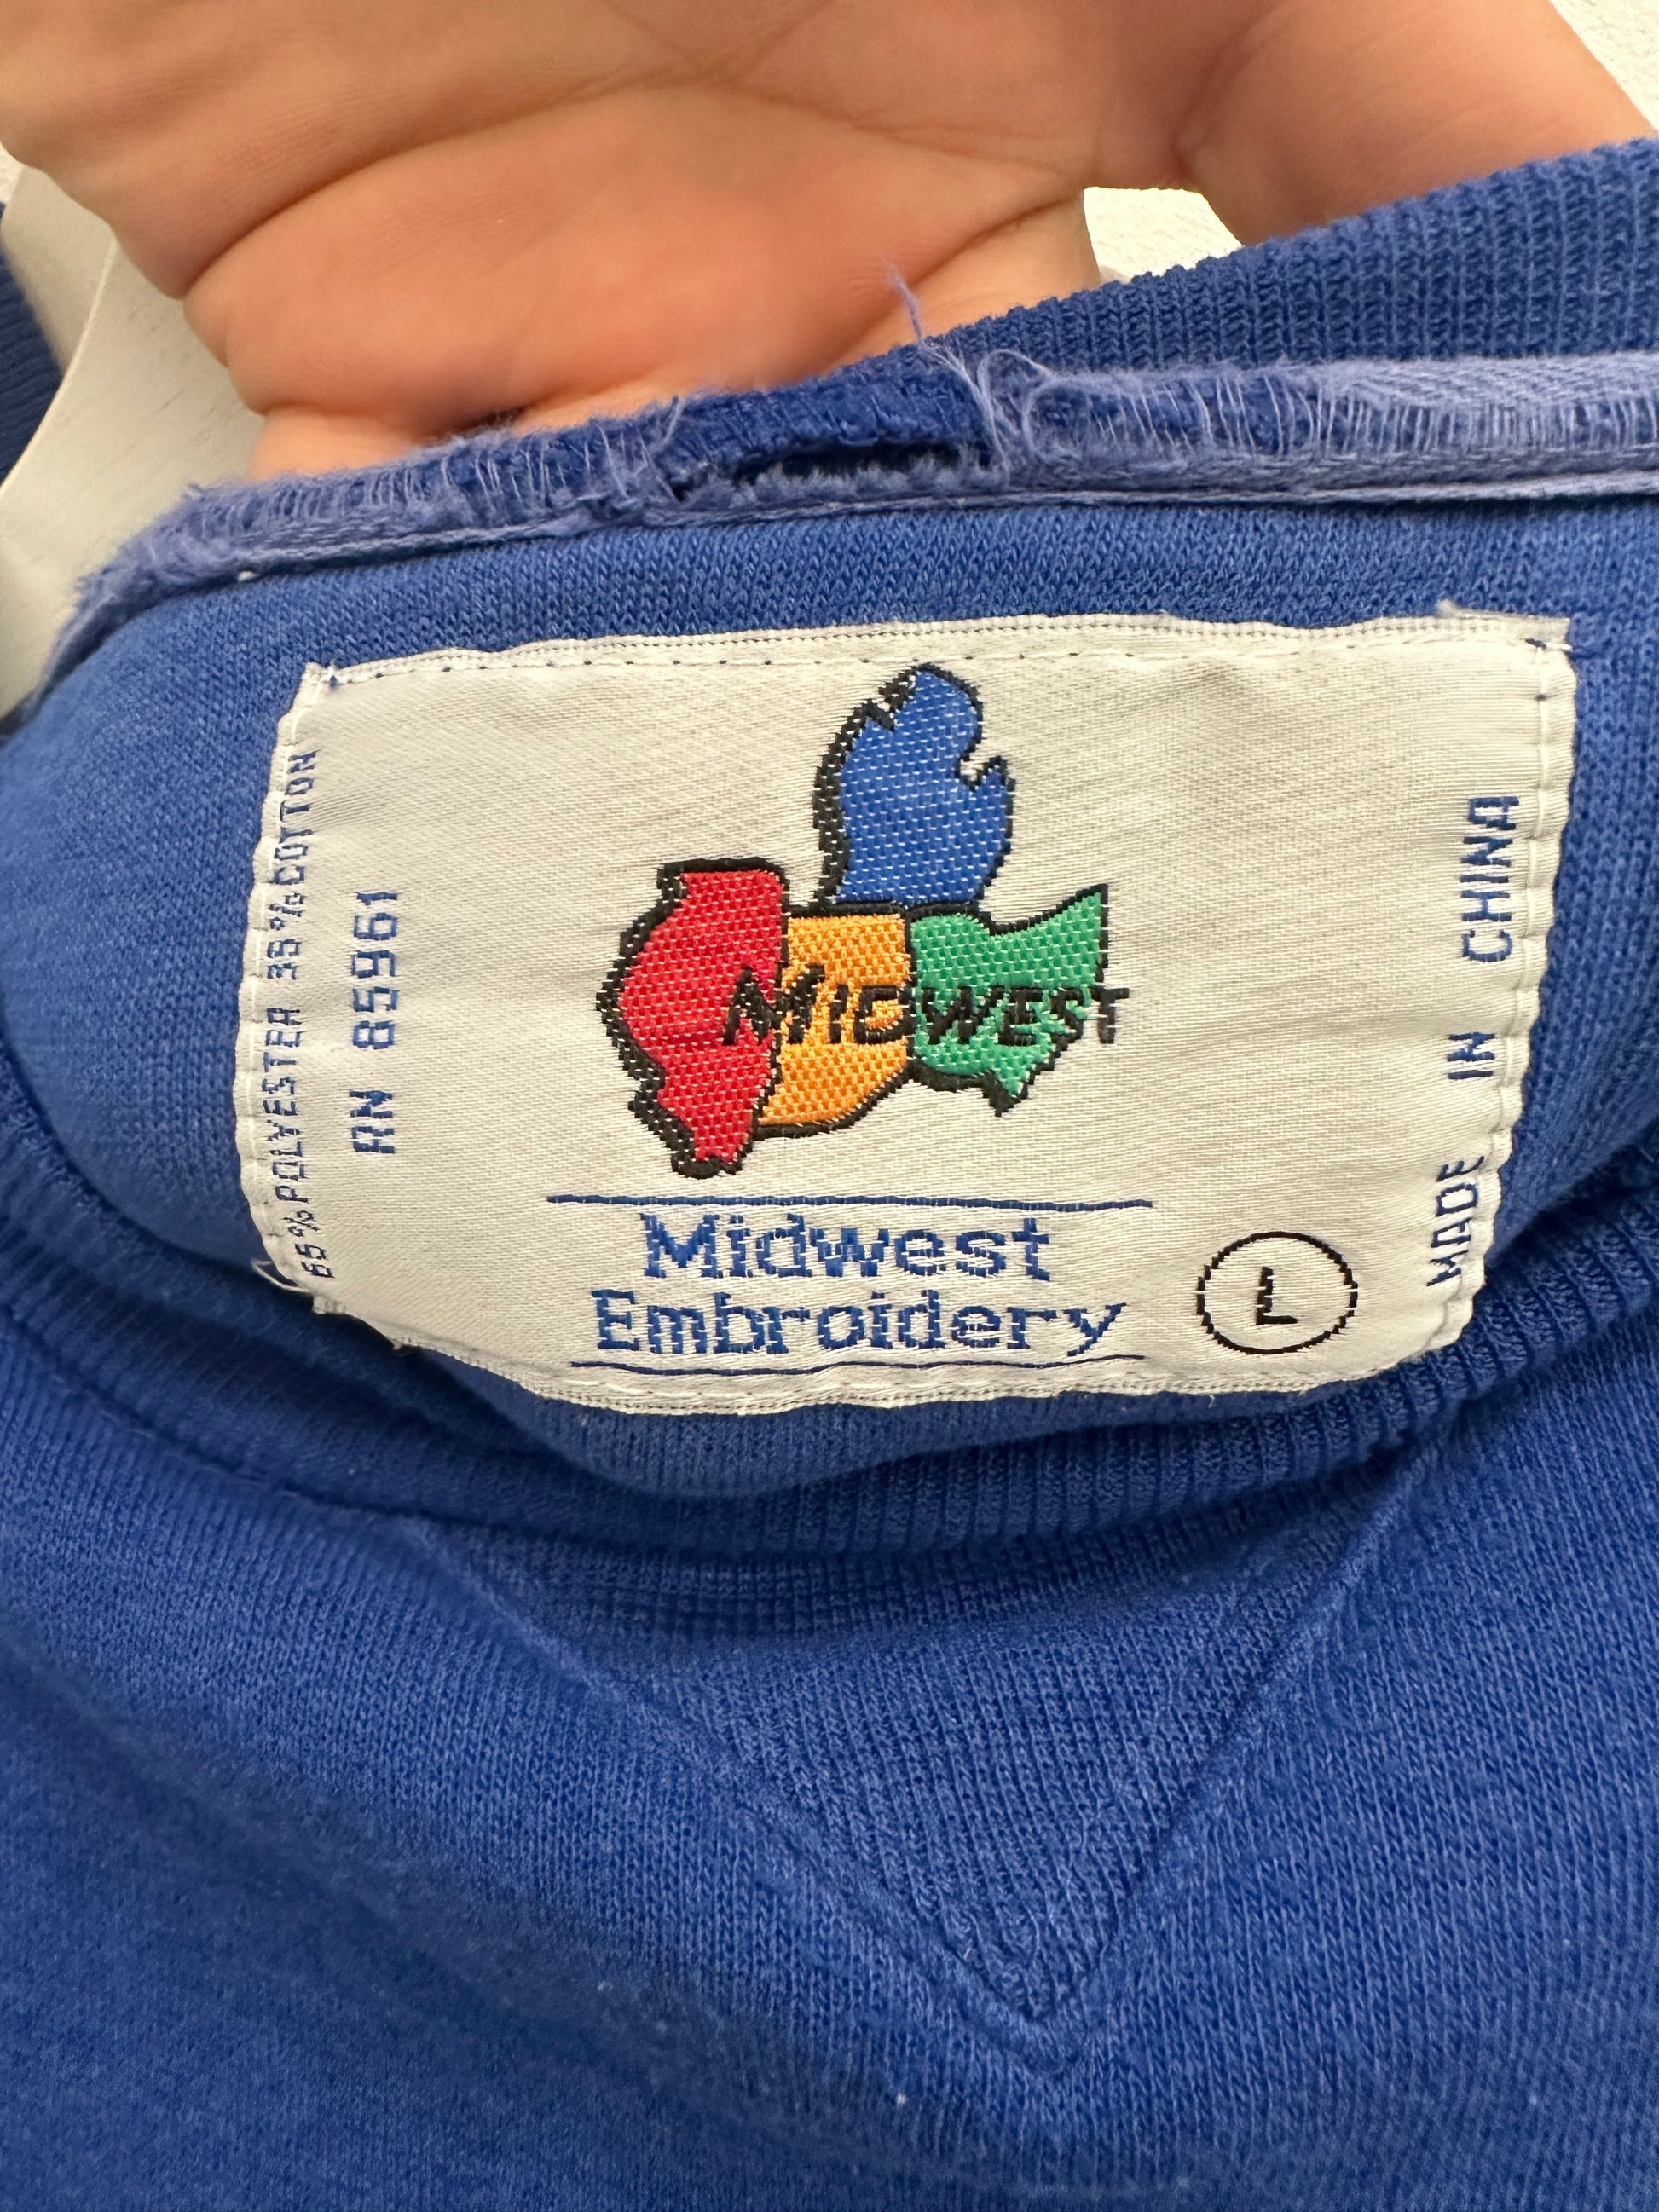 65% POLYESTER 35% COTTON
RN 85961
MIDWEST
Midwest
Embroidery
L
MADE IN CHINA